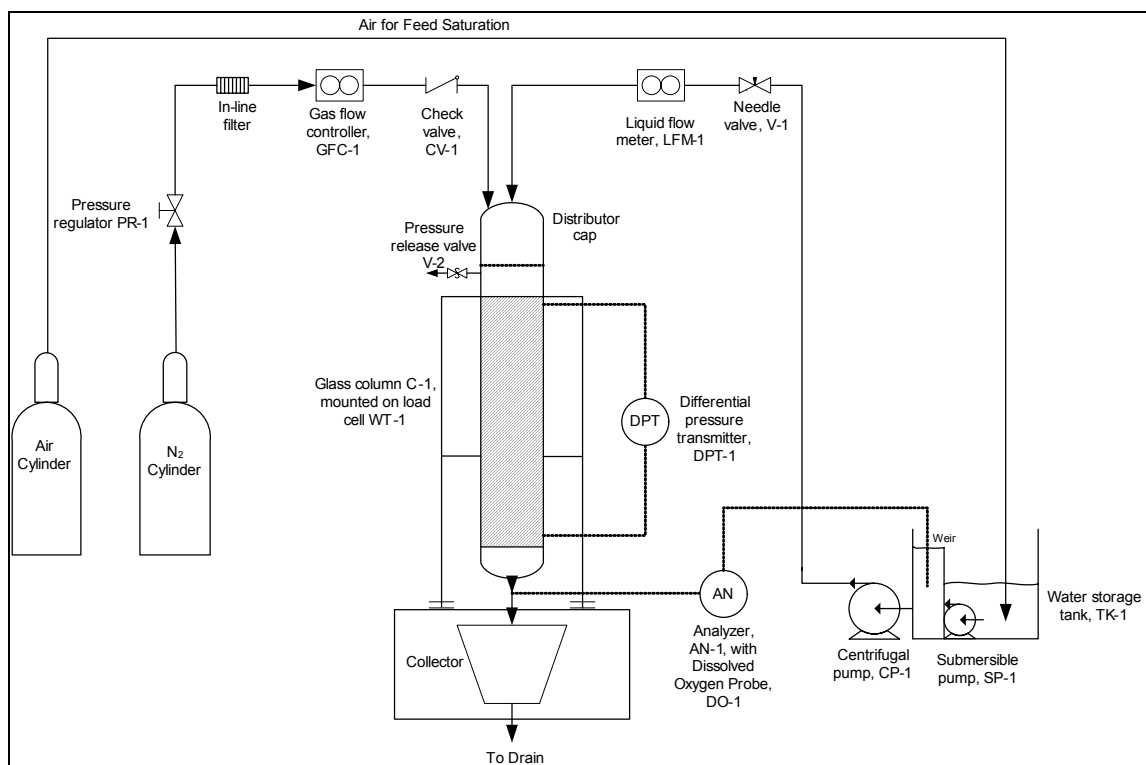 Air for Feed Saturation
In-line
filter
Gas flow
controller,
GFC-1
Check
valve,
CV-1
Liquid flow
meter, LFM-1
Needle
valve, V-1
Pressure
regulator PR-1
Pressure
release valve
V-2
Distributor
cap
Air
Cylinder
N₂
Cylinder
Glass column C-1,
mounted on load
cell WT-1
DPT
Differential
pressure
transmitter,
DPT-1
Weir
AN
Analyzer,
AN-1, with
Dissolved
Oxygen Probe,
DO-1
Centrifugal
pump, CP-1
Submersible
pump, SP-1
Water storage
tank, TK-1
Collector
To Drain